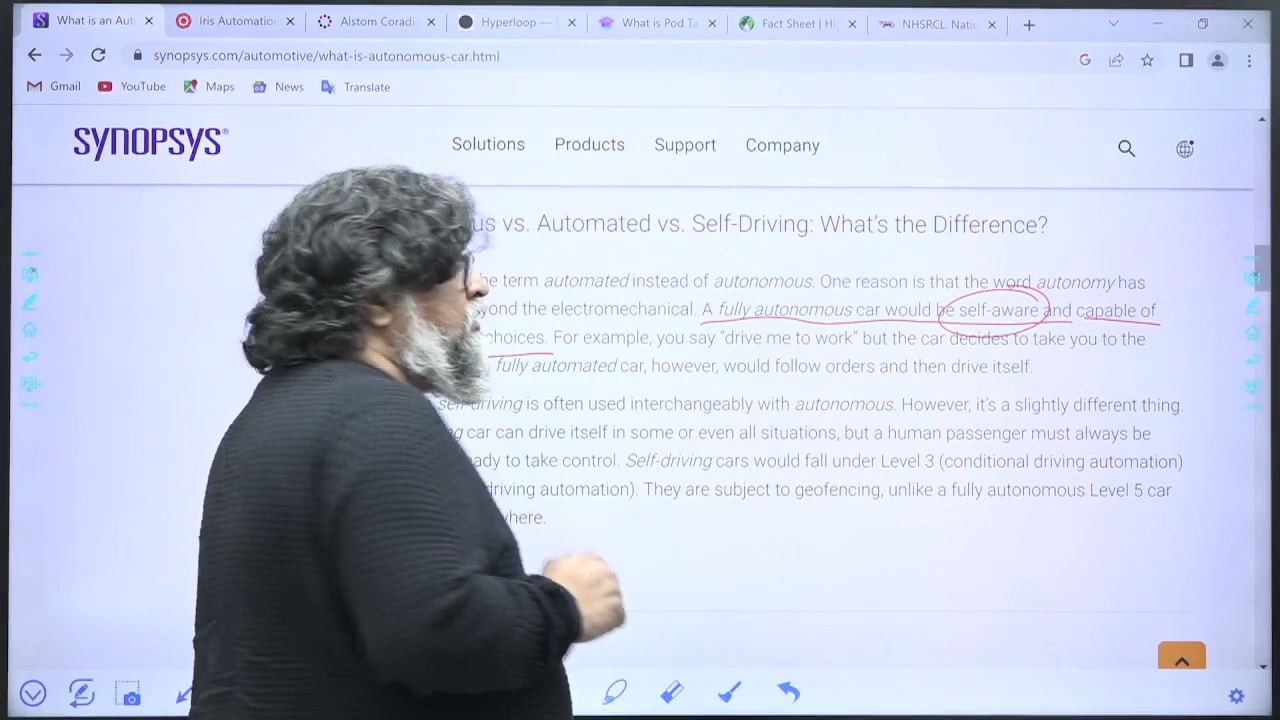 What is an Aut
Iris Automatio
Alstom Coradi
Hyperloop —
What is Pod Ta
Fact Sheet | Hi
NHSRCL: Natio
synopsys.com/automotive/what-is-autonomous-car.html
Gmail YouTube Maps News Translate
SYNOPSYS®
Solutions Products Support Company
us vs. Automated vs. Self-Driving: What's the Difference?
he term automated instead of autonomous. One reason is that the word autonomy has
yond the electromechanical. A fully autonomous car would be self-aware and capable of
choices. For example, you say “drive me to work” but the car decides to take you to the
fully automated car, however, would follow orders and then drive itself.
self-driving is often used interchangeably with autonomous. However, it's a slightly different thing.
ng car can drive itself in some or even all situations, but a human passenger must always be
ady to take control. Self-driving cars would fall under Level 3 (conditional driving automation)
driving automation). They are subject to geofencing, unlike a fully autonomous Level 5 car
where.